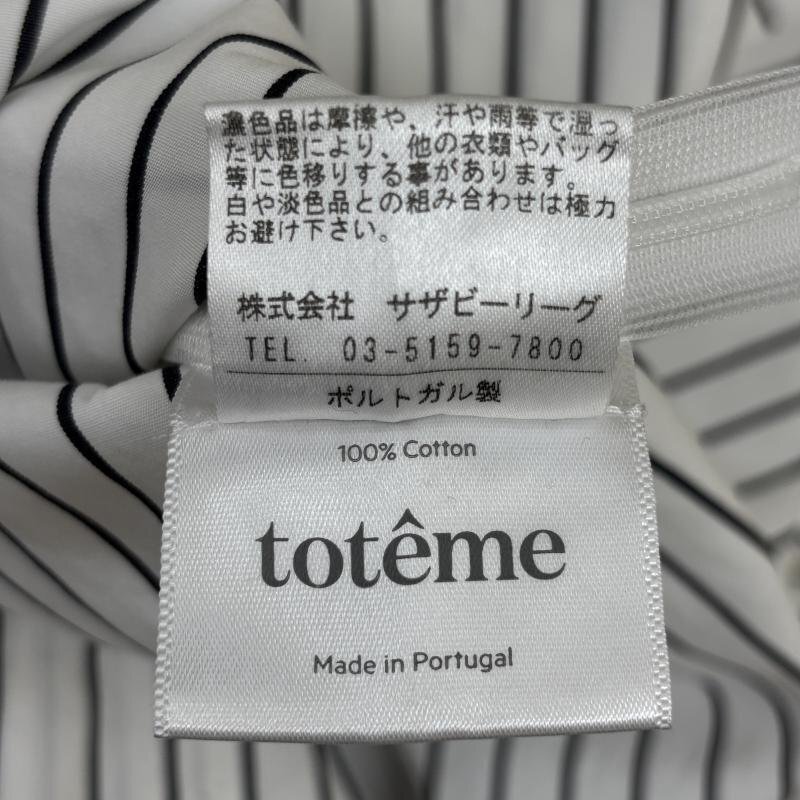 濃色品は摩擦や、汗や雨等で湿っ
た状態により、他の衣類やバッグ
等に色移りする事があります。
白や淡色品との組み合わせは極力
お避け下さい。
株式会社 サザビーリーグ
TEL. 03-5159-7800
ポルトガル製
100% Cotton
totême
Made in Portugal